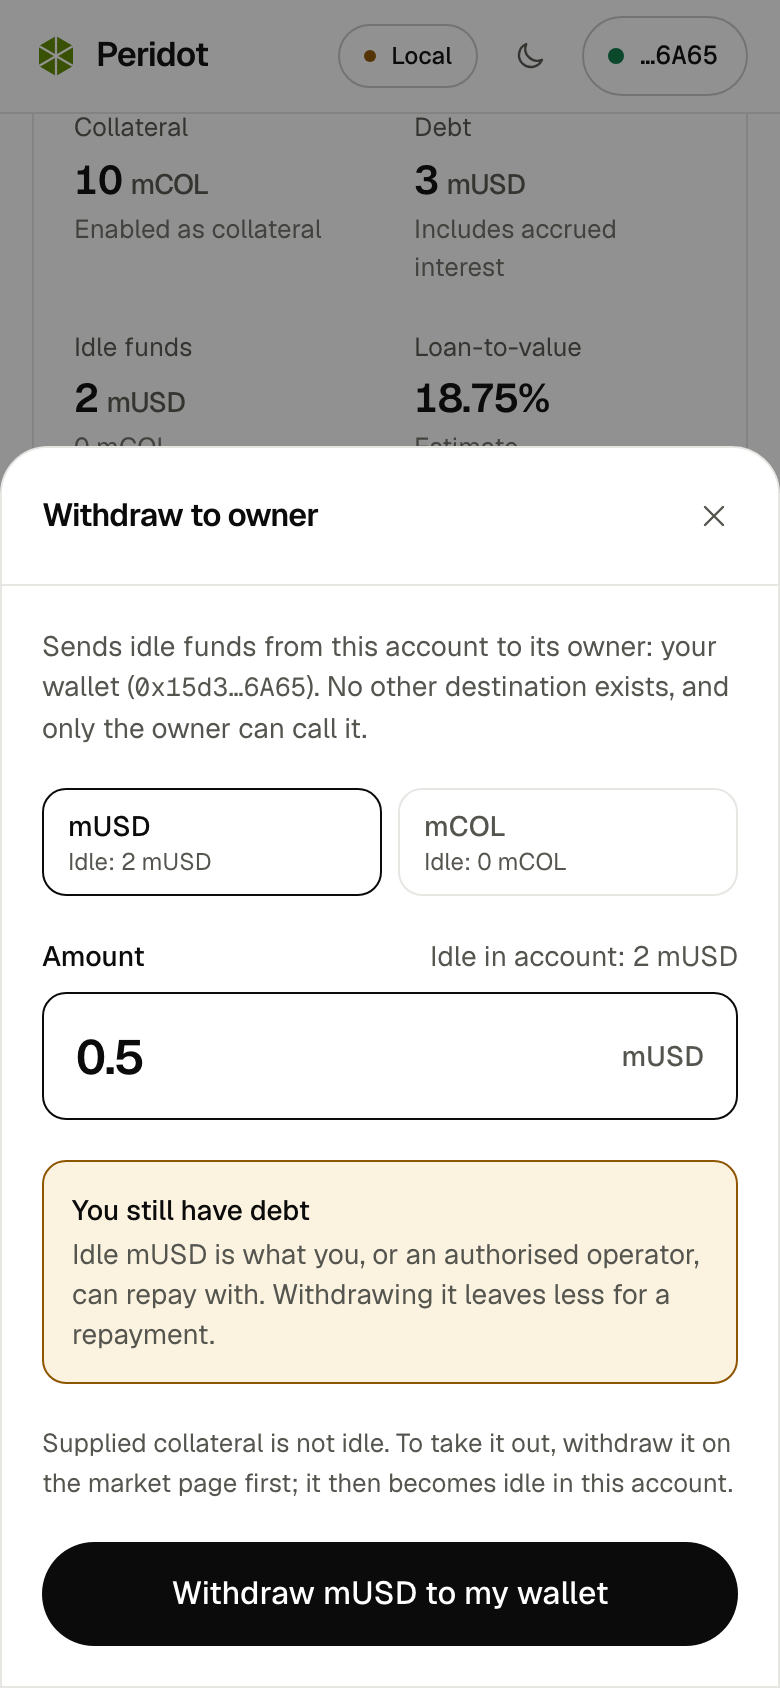 Peridot
Local
…6A65
Collateral
Debt
10 mCOL
3 mUSD
Enabled as collateral
Includes accrued
interest
Idle funds
Loan-to-value
2 mUSD
18.75%
0 mCOL
Estimate
Withdraw to owner
Sends idle funds from this account to its owner: your
wallet (0x15d3…6A65). No other destination exists, and
only the owner can call it.
mUSD
mCOL
Idle: 2 mUSD
Idle: 0 mCOL
Amount
Idle in account: 2 mUSD
0.5
mUSD
You still have debt
Idle mUSD is what you, or an authorised operator,
can repay with. Withdrawing it leaves less for a
repayment.
Supplied collateral is not idle. To take it out, withdraw it on
the market page first; it then becomes idle in this account.
Withdraw mUSD to my wallet